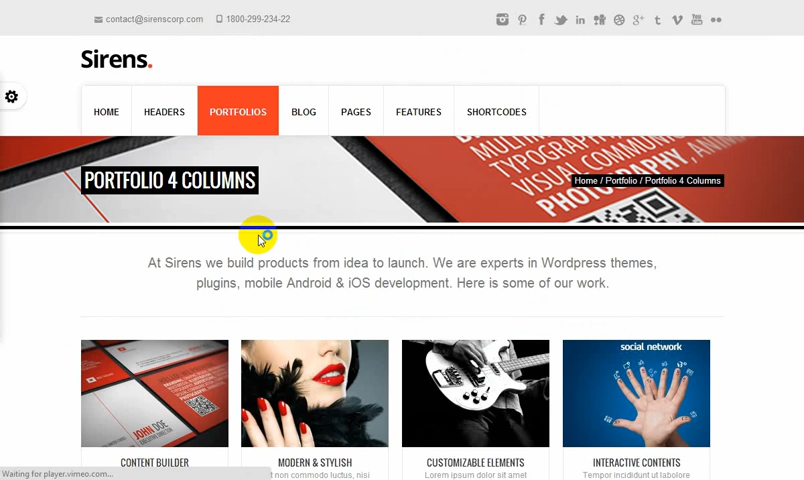 contact@sirenscorp.com 1800-299-234-22
Sirens.
HOME HEADERS PORTFOLIOS BLOG PAGES FEATURES SHORTCODES
TYPOGRAPH
VISUAL COMMU
PHOTOGRAPHY, ANIM
PORTFOLIO 4 COLUMNS
Home / Portfolio / Portfolio 4 Columns
At Sirens we build products from idea to launch. We are experts in Wordpress themes,
plugins, mobile Android & iOS development. Here is some of our work.
social network
JOHN DOE
CONTENT BUILDER MODERN & STYLISH CUSTOMIZABLE ELEMENTS INTERACTIVE CONTENTS
Waiting for player.vimeo.com...
t non commodo luctus, nisi Lorem ipsum dolor sit amet Tempor incididunt ut labore